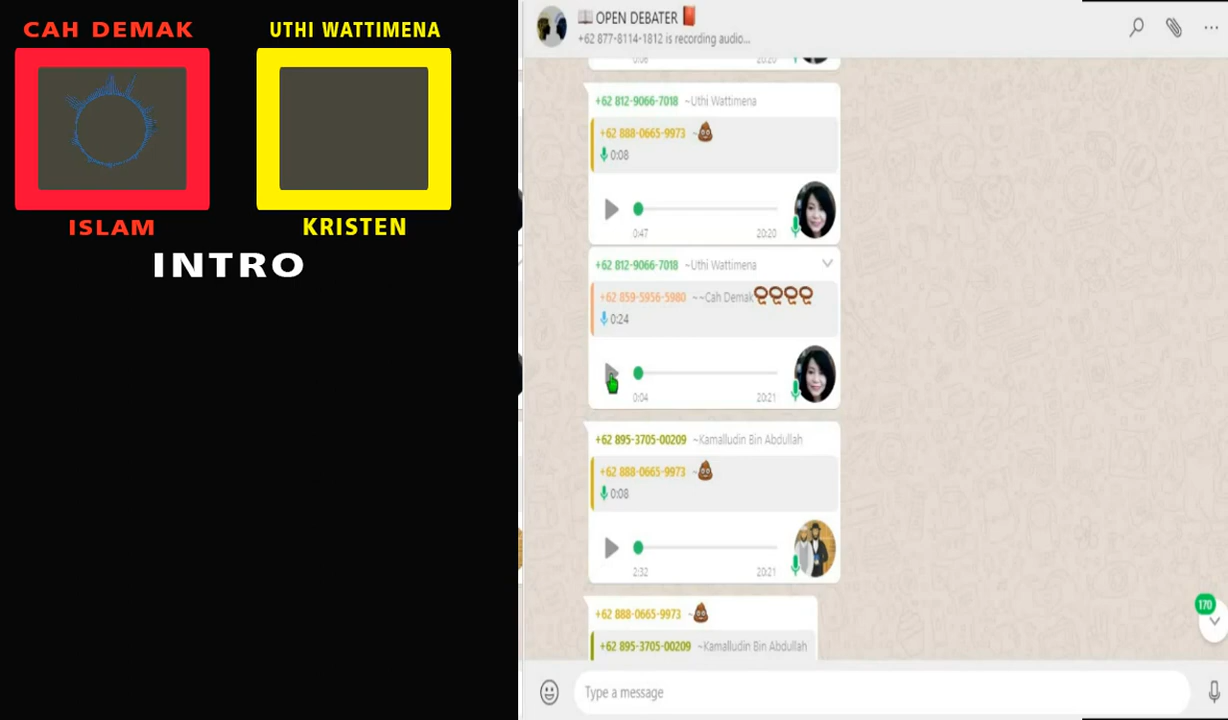 CAH DEMAK
UTHI WATTIMENA
ISLAM
KRISTEN
INTRO
📖 OPEN DEBATER 📕
+62 877-8114-1812 is recording audio...
0:08 20:20
+62 812-9066-7018 ~Uthi Wattimena
+62 888-0665-9973 ~💩
0:08
0:47 20:20
+62 812-9066-7018 ~Uthi Wattimena
+62 859-5956-5980 ~~Cah Demak📿📿📿📿
0:24
0:04 20:21
+62 895-3705-00209 ~Kamalludin Bin Abdullah
+62 888-0665-9973 ~💩
0:08
2:32 20:21
+62 888-0665-9973 ~💩
+62 895-3705-00209 ~Kamalludin Bin Abdullah
170
Type a message